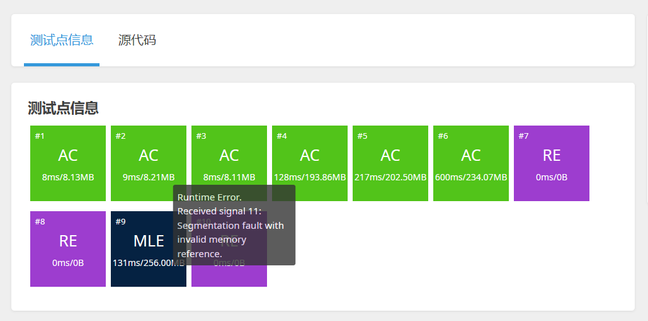 测试点信息 源代码
测试点信息
#1 #2 #3 #4 #5 #6 #7
AC AC AC AC AC AC RE
8ms/8.13MB 9ms/8.21MB 8ms/8.11MB 128ms/193.86MB 217ms/202.50MB 600ms/234.07MB 0ms/0B
Runtime Error.
Received signal 11:
Segmentation fault with
invalid memory
reference.
#8 #9 #10
RE MLE RE
0ms/0B 131ms/256.00MB 0ms/0B